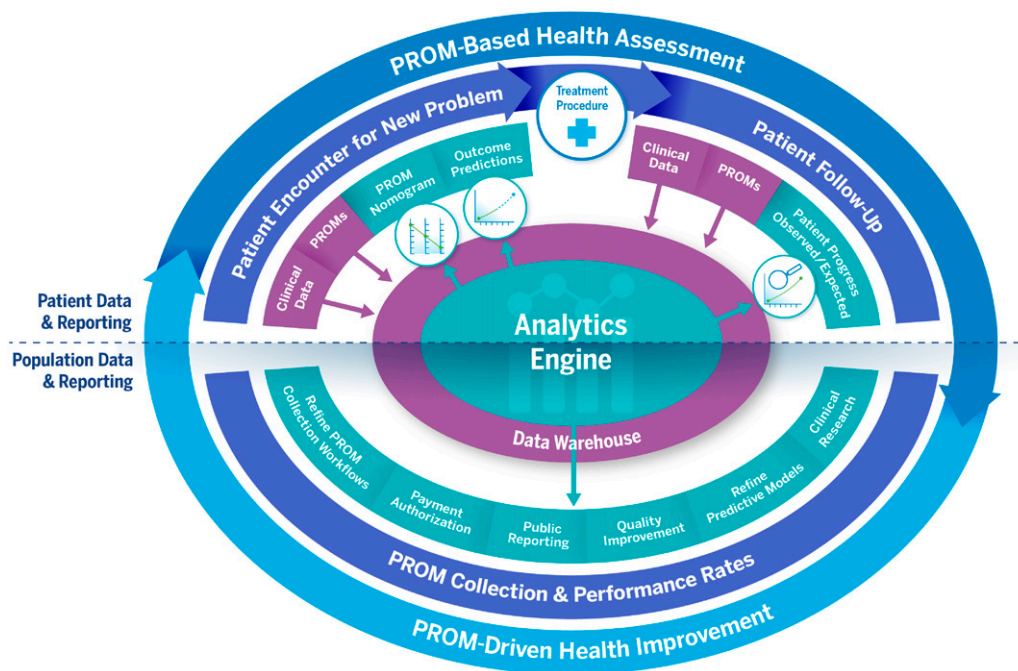 PROM-Based Health Assessment
Patient Encounter for New Problem
Treatment
Procedure
Patient Follow-Up
Clinical
Data
PROMs
PROM
Nomogram
Outcome
Predictions
Clinical
Data
PROMs
Patient Progress
Observed/Expected
Patient Data
& Reporting
Population Data
& Reporting
Analytics
Engine
Data Warehouse
Refine PROM
Collection Workflows
Payment
Authorization
Public
Reporting
Quality
Improvement
Refine
Predictive Models
Clinical
Research
PROM Collection & Performance Rates
PROM-Driven Health Improvement